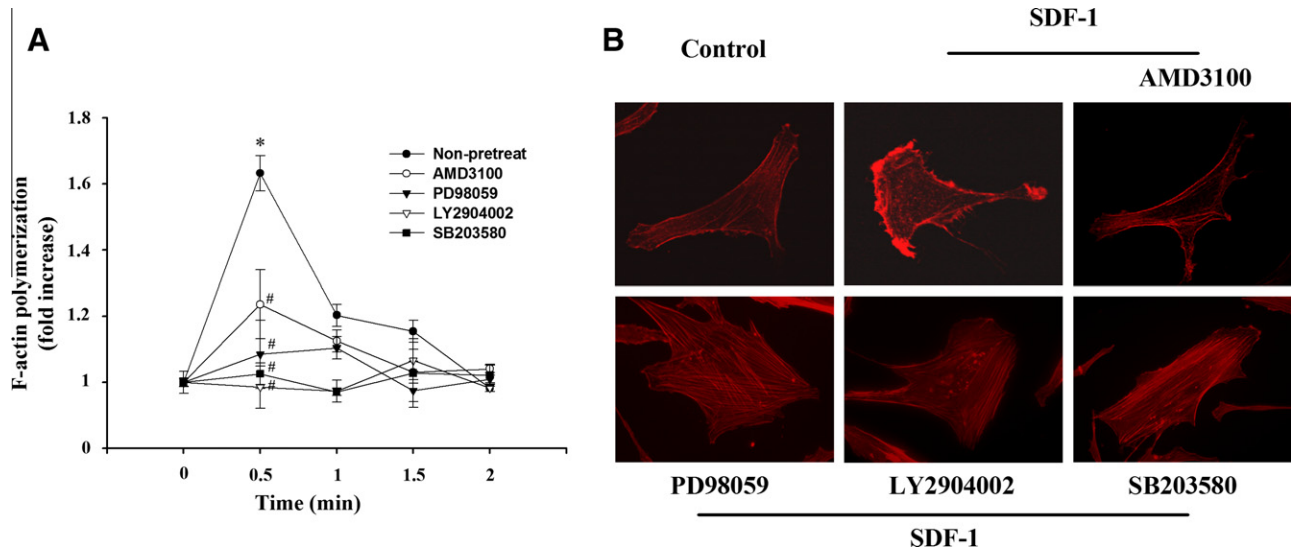 A
F-actin polymerization
(fold increase)
1.8
1.6
1.4
1.2
1
0.8
*
#
#
#
#
Non-pretreat
AMD3100
PD98059
LY2904002
SB203580
0 0.5 1 1.5 2
Time (min)
B
SDF-1
Control
AMD3100
PD98059 LY2904002 SB203580
SDF-1